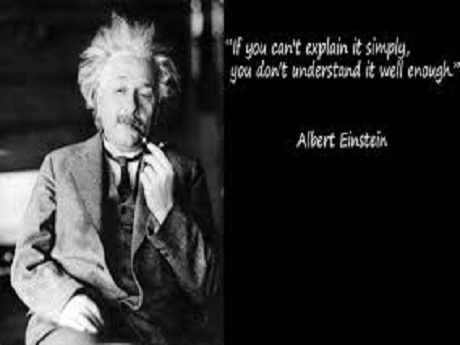 “If you can't explain it simply,
you don't understand it well enough.”
Albert Einstein